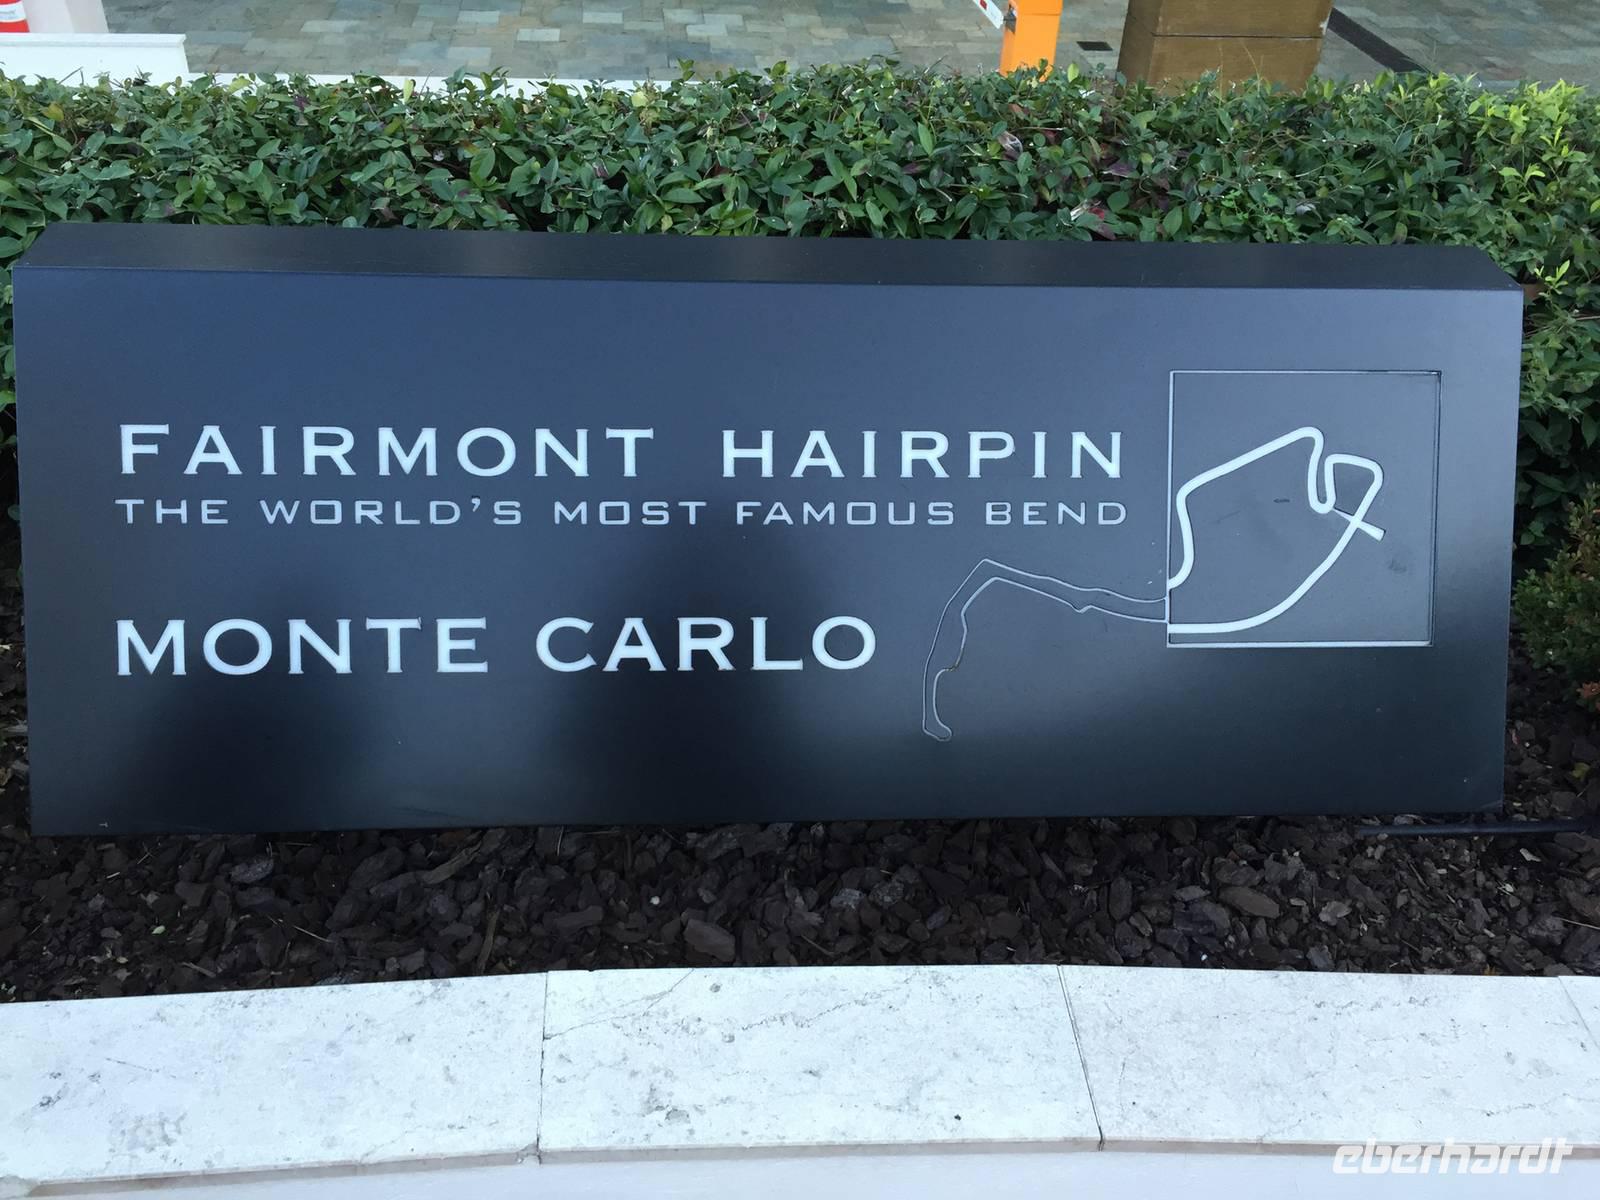 FAIRMONT HAIRPIN
THE WORLD'S MOST FAMOUS BEND
MONTE CARLO
eberhardt